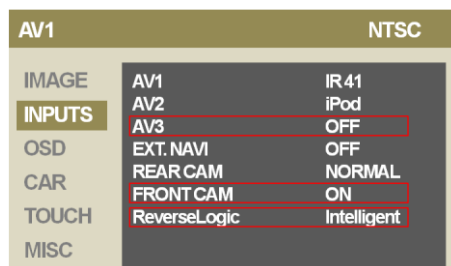 AV1 NTSC
IMAGE
INPUTS
OSD
CAR
TOUCH
MISC
AV1 IR 41
AV2 iPod
AV3 OFF
EXT. NAVI OFF
REAR CAM NORMAL
FRONT CAM ON
ReverseLogic Intelligent